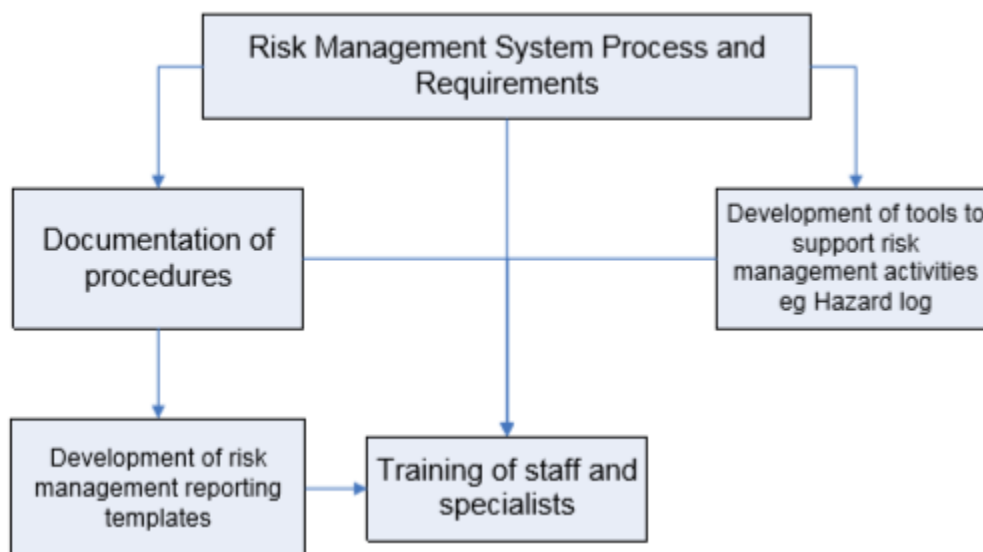 Risk Management System Process and
Requirements
Documentation of
procedures
Development of tools to
support risk
management activities
eg Hazard log
Development of risk
management reporting
templates
Training of staff and
specialists